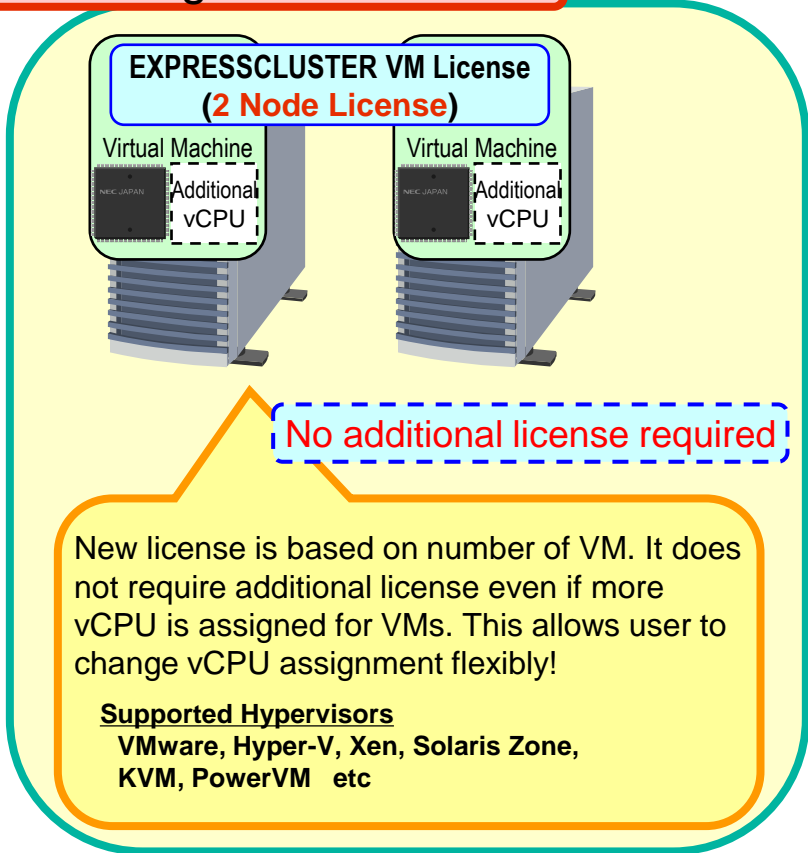 EXPRESSCLUSTER VM License
(2 Node License)
Virtual Machine
Virtual Machine
NEC JAPAN
Additional
vCPU
NEC JAPAN
Additional
vCPU
No additional license required
New license is based on number of VM. It does
not require additional license even if more
vCPU is assigned for VMs. This allows user to
change vCPU assignment flexibly!
Supported Hypervisors
VMware, Hyper-V, Xen, Solaris Zone,
KVM, PowerVM etc